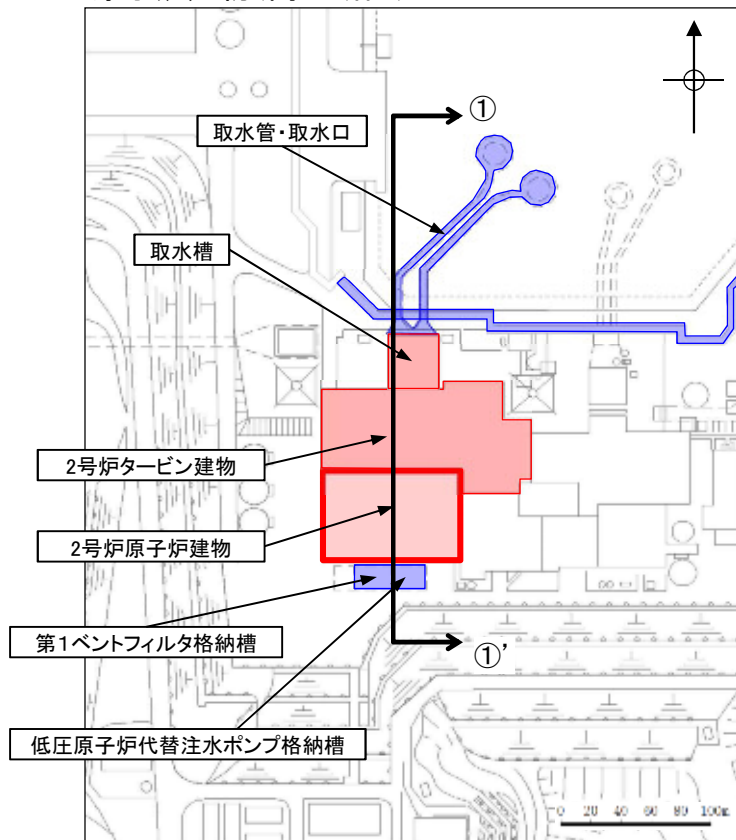 ①
取水管・取水口
取水槽
2号炉タービン建物
2号炉原子炉建物
第1ベントフィルタ格納槽
①’
低圧原子炉代替注水ポンプ格納槽
0 20 40 60 80 100m